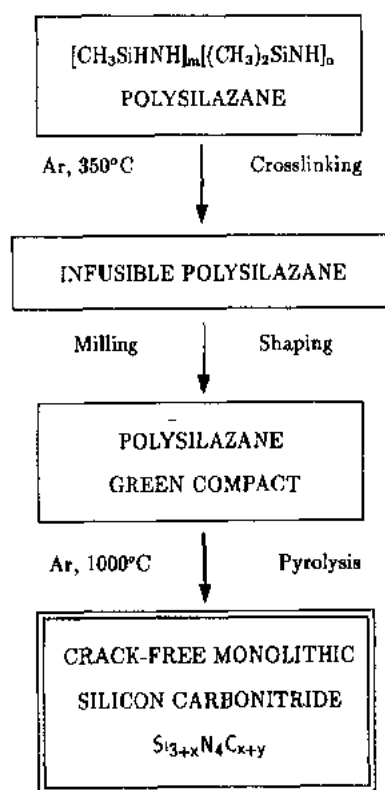 [CH₃SiHNH]ₘ[(CH₃)₂SiNH]ₙ
POLYSILAZANE
Ar, 350°C Crosslinking
INFUSIBLE POLYSILAZANE
Milling Shaping
POLYSILAZANE
GREEN COMPACT
Ar, 1000°C Pyrolysis
CRACK-FREE MONOLITHIC
SILICON CARBONITRIDE
Si₃₊ₓN₄Cₓ₊y